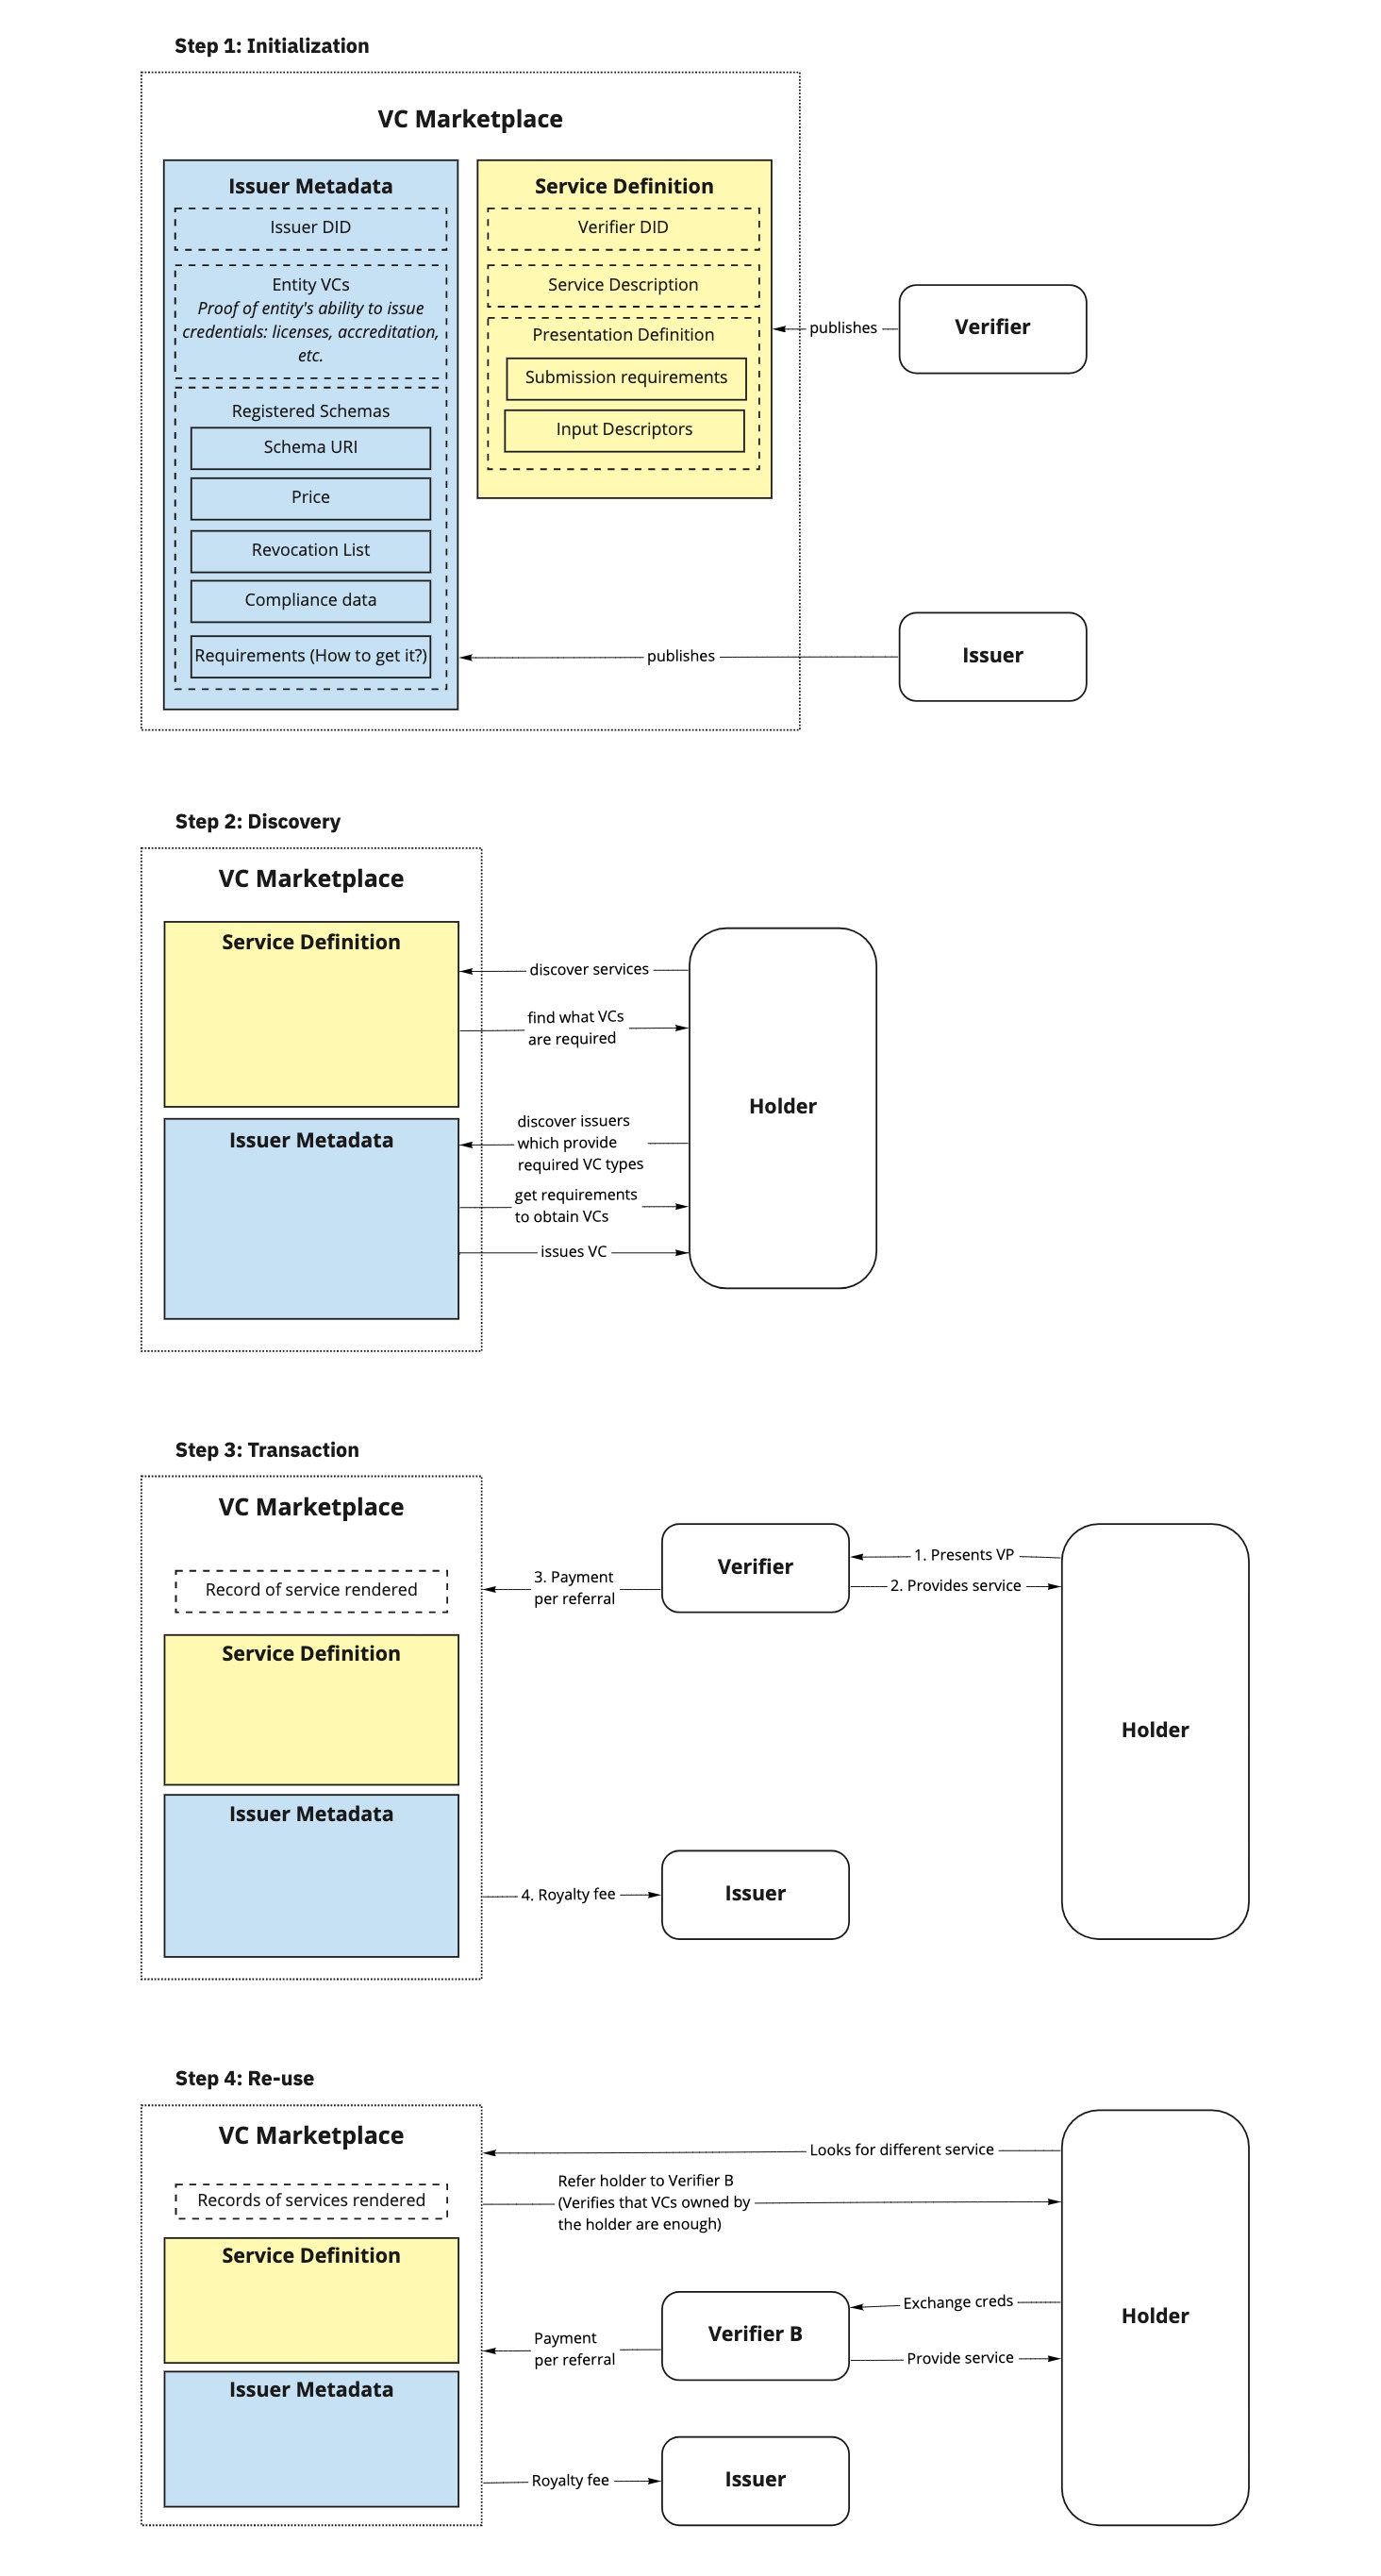 Step 1: Initialization
VC Marketplace
Issuer Metadata
Issuer DID
Entity VCs
Proof of entity's ability to issue
credentials: licenses, accreditation,
etc.
Registered Schemas
Schema URI
Price
Revocation List
Compliance data
Requirements (How to get it?)
Service Definition
Verifier DID
Service Description
Presentation Definition
Submission requirements
Input Descriptors
publishes
Verifier
publishes
Issuer
Step 2: Discovery
VC Marketplace
Service Definition
Issuer Metadata
discover services
find what VCs
are required
discover issuers
which provide
required VC types
get requirements
to obtain VCs
issues VC
Holder
Step 3: Transaction
VC Marketplace
Record of service rendered
Service Definition
Issuer Metadata
3. Payment
per referral
Verifier
1. Presents VP
2. Provides service
4. Royalty fee
Issuer
Holder
Step 4: Re-use
VC Marketplace
Records of services rendered
Service Definition
Issuer Metadata
Looks for different service
Refer holder to Verifier B
(Verifies that VCs owned by
the holder are enough)
Payment
per referral
Verifier B
Exchange creds
Provide service
Royalty fee
Issuer
Holder